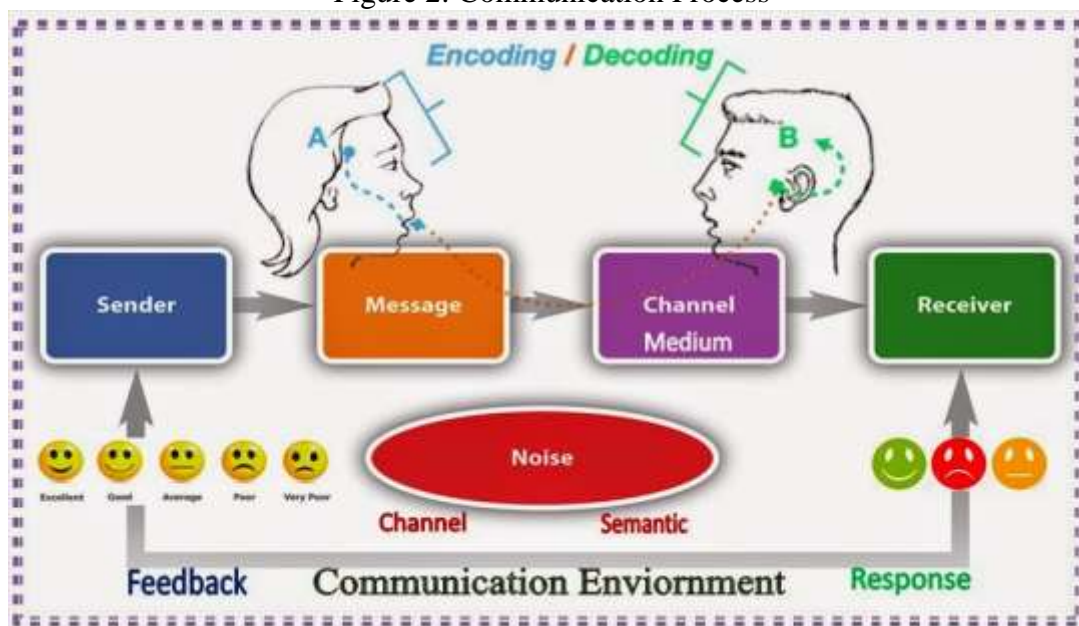 Figure 2: Communication Process
Encoding / Decoding
A
B
Sender
Message
Channel
Medium
Receiver
Noise
Excellent Good Average Poor Very Poor
Channel
Semantic
Feedback
Communication Enviornment
Response